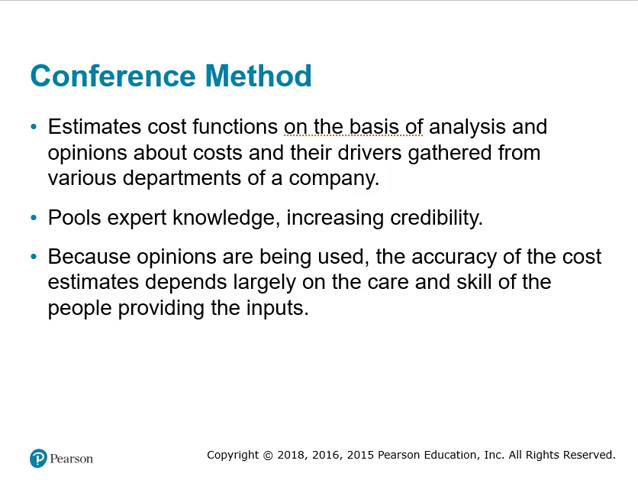 Conference Method
• Estimates cost functions on the basis of analysis and
opinions about costs and their drivers gathered from
various departments of a company.
• Pools expert knowledge, increasing credibility.
• Because opinions are being used, the accuracy of the cost
estimates depends largely on the care and skill of the
people providing the inputs.
P Pearson
Copyright © 2018, 2016, 2015 Pearson Education, Inc. All Rights Reserved.